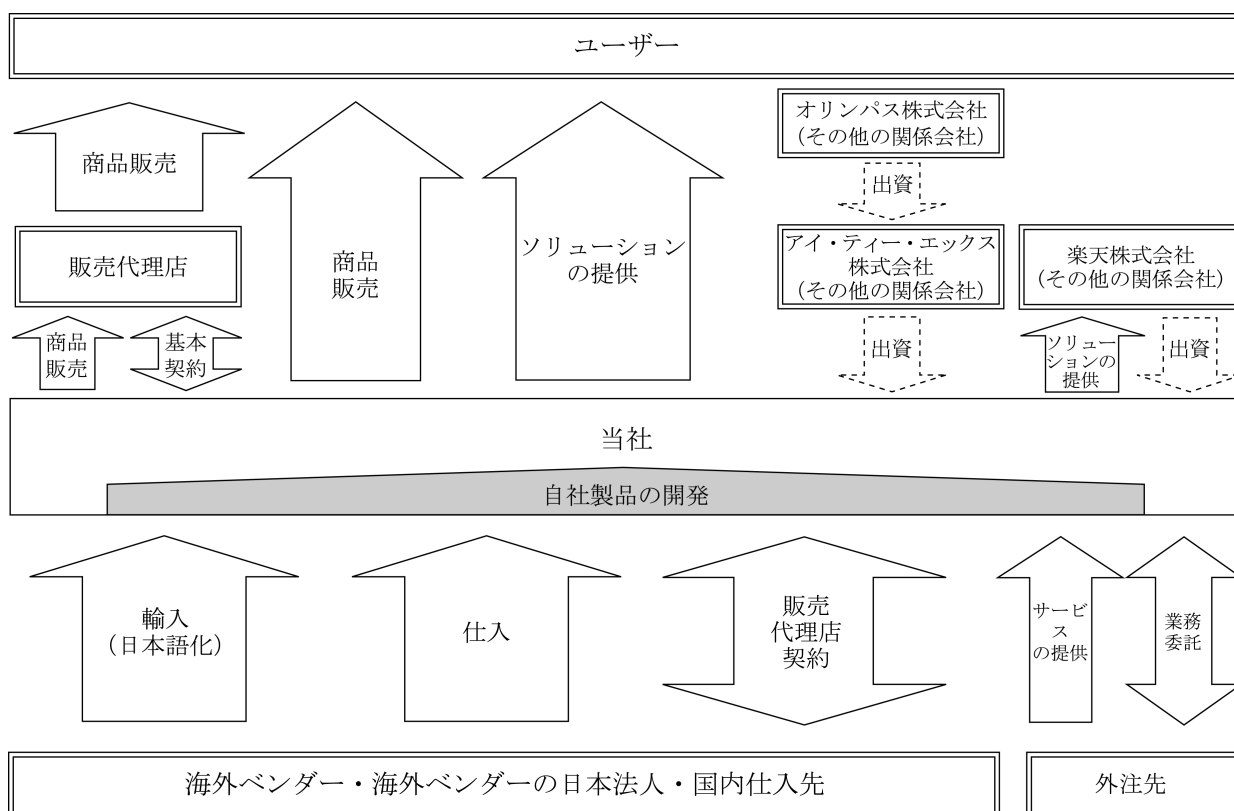 ユーザー
商品販売
商品
販売
ソリューション
の提供
オリンパス株式会社
(その他の関係会社)
出資
販売代理店
アイ・ティー・エックス
株式会社
(その他の関係会社)
楽天株式会社
(その他の関係会社)
商品
販売
基本
契約
出資
ソリュー
ションの
提供
出資
当社
自社製品の開発
輸入
(日本語化)
仕入
販売
代理店
契約
サービ
ス
の提供
業務
委託
海外ベンダー・海外ベンダーの日本法人・国内仕入先
外注先